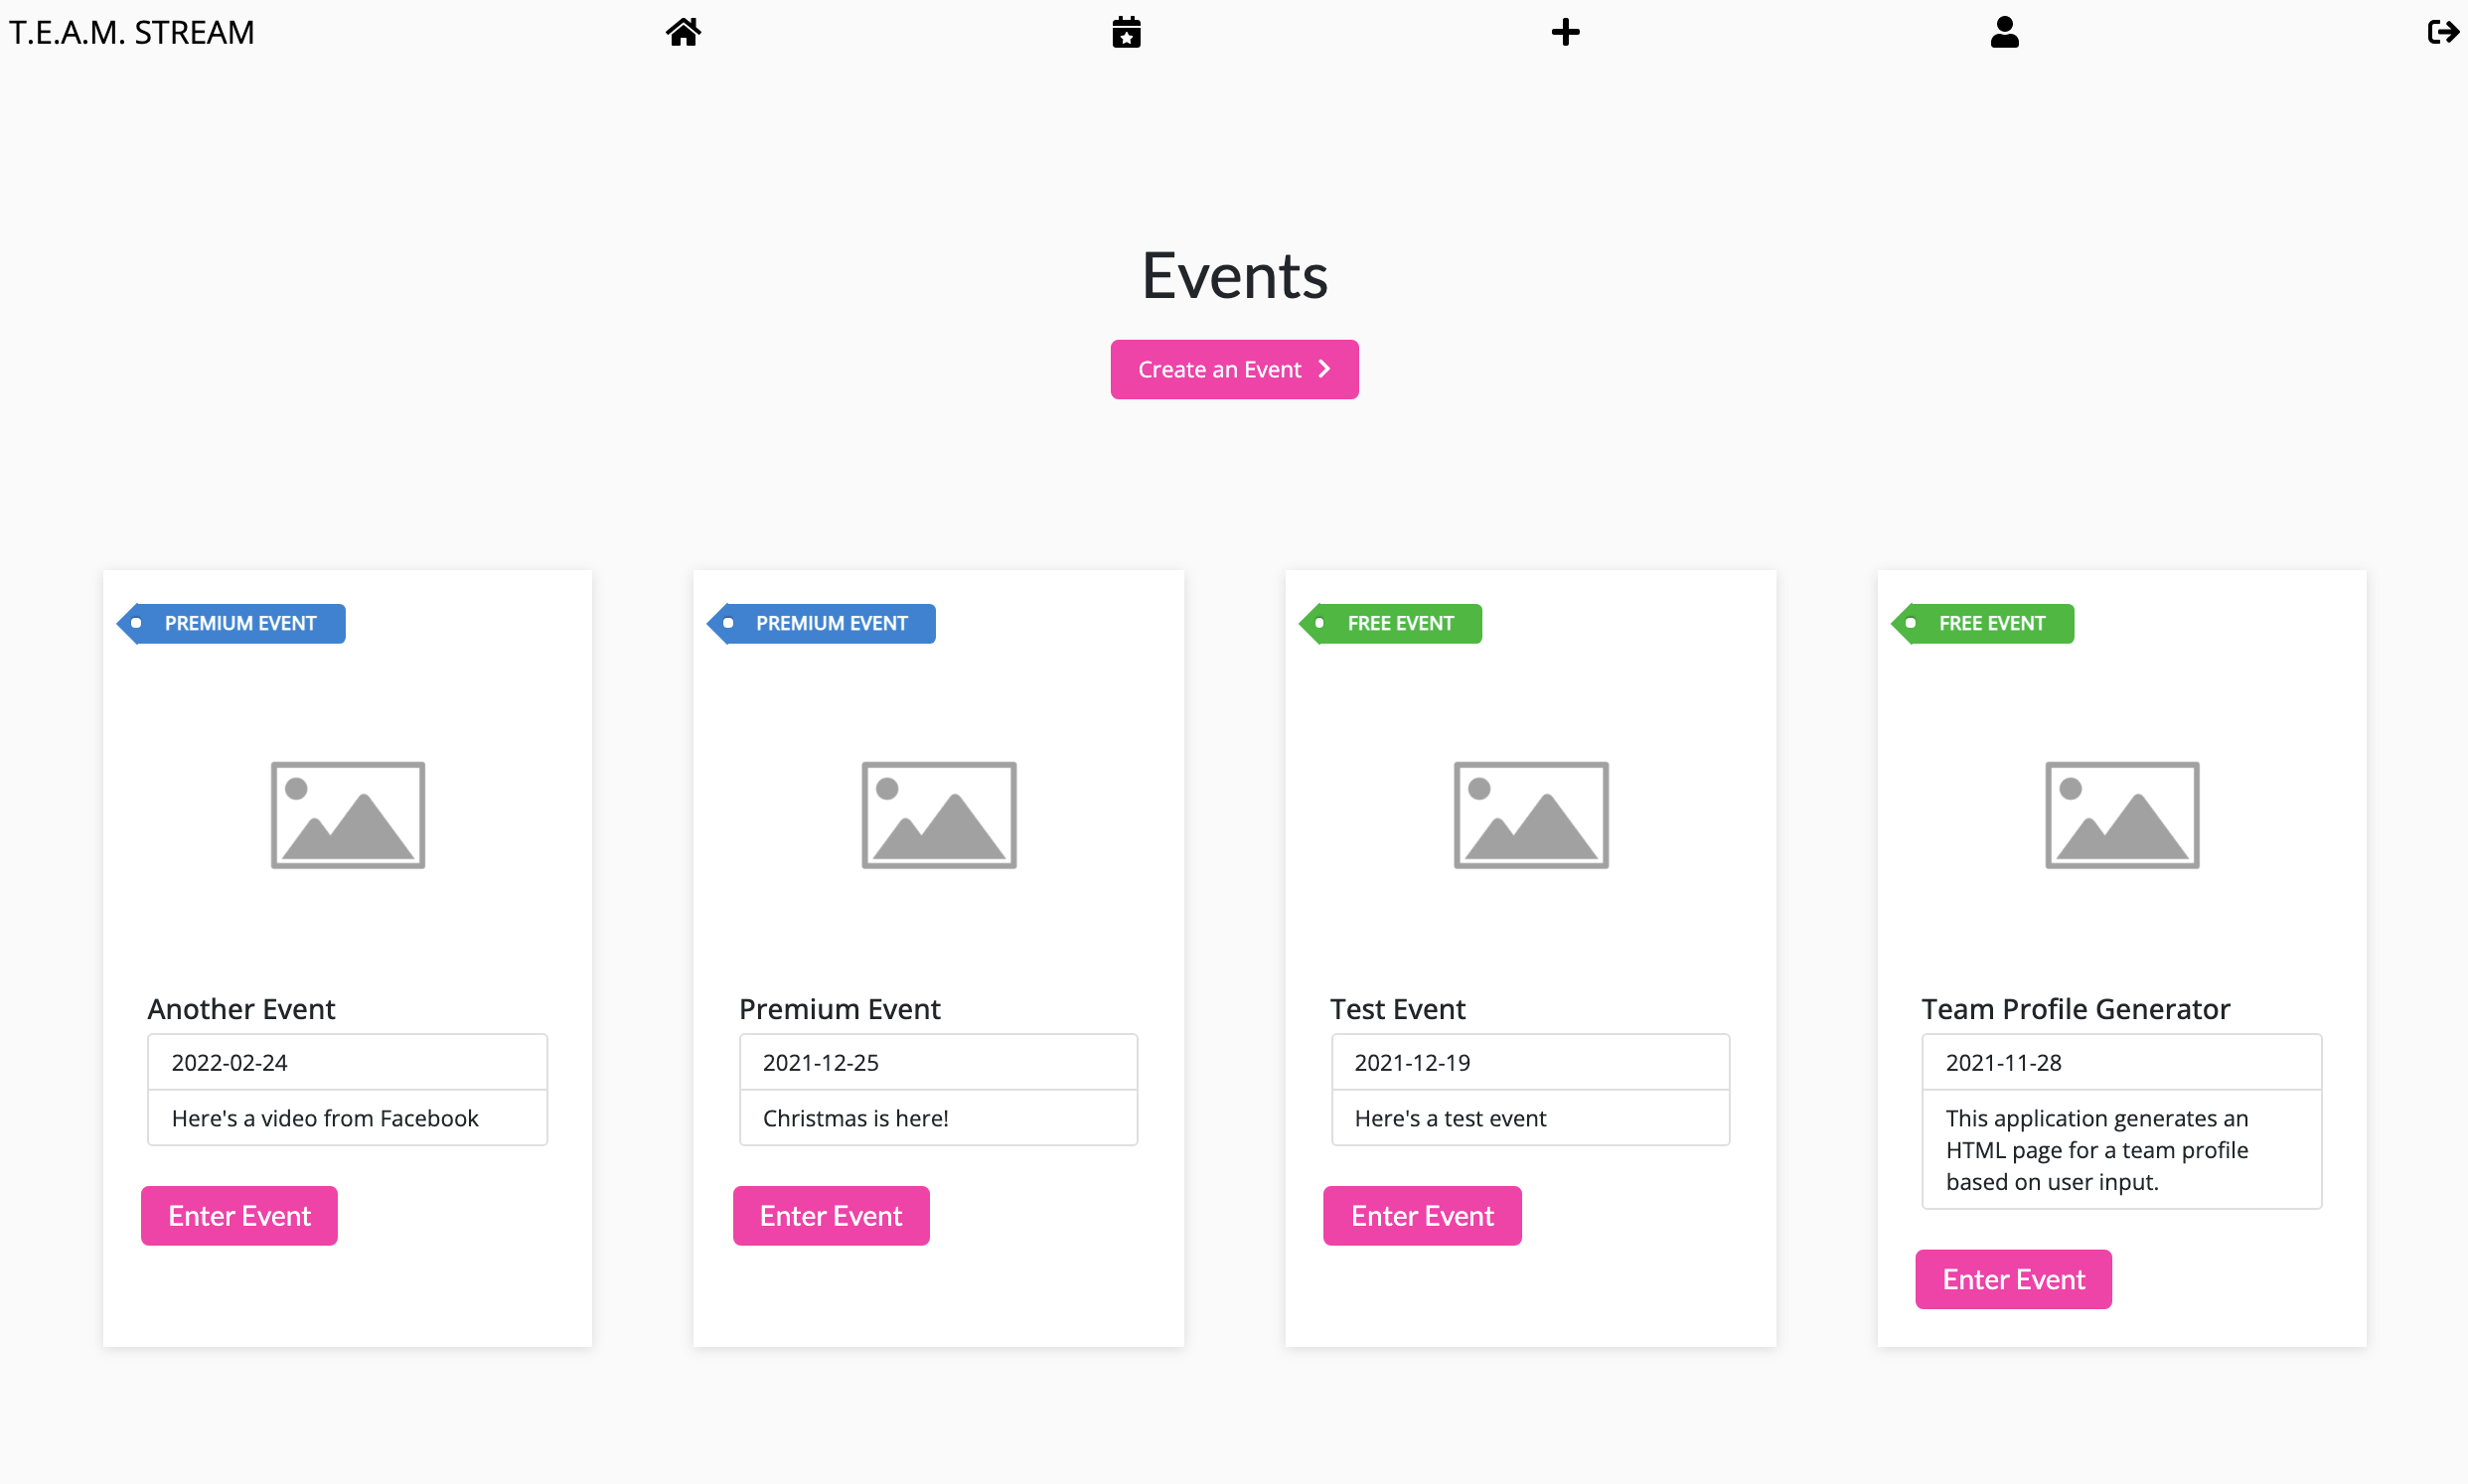 T.E.A.M. STREAM
Events
Create an Event
PREMIUM EVENT
Another Event
2022-02-24
Here's a video from Facebook
Enter Event
PREMIUM EVENT
Premium Event
2021-12-25
Christmas is here!
Enter Event
FREE EVENT
Test Event
2021-12-19
Here's a test event
Enter Event
FREE EVENT
Team Profile Generator
2021-11-28
This application generates an
HTML page for a team profile
based on user input.
Enter Event